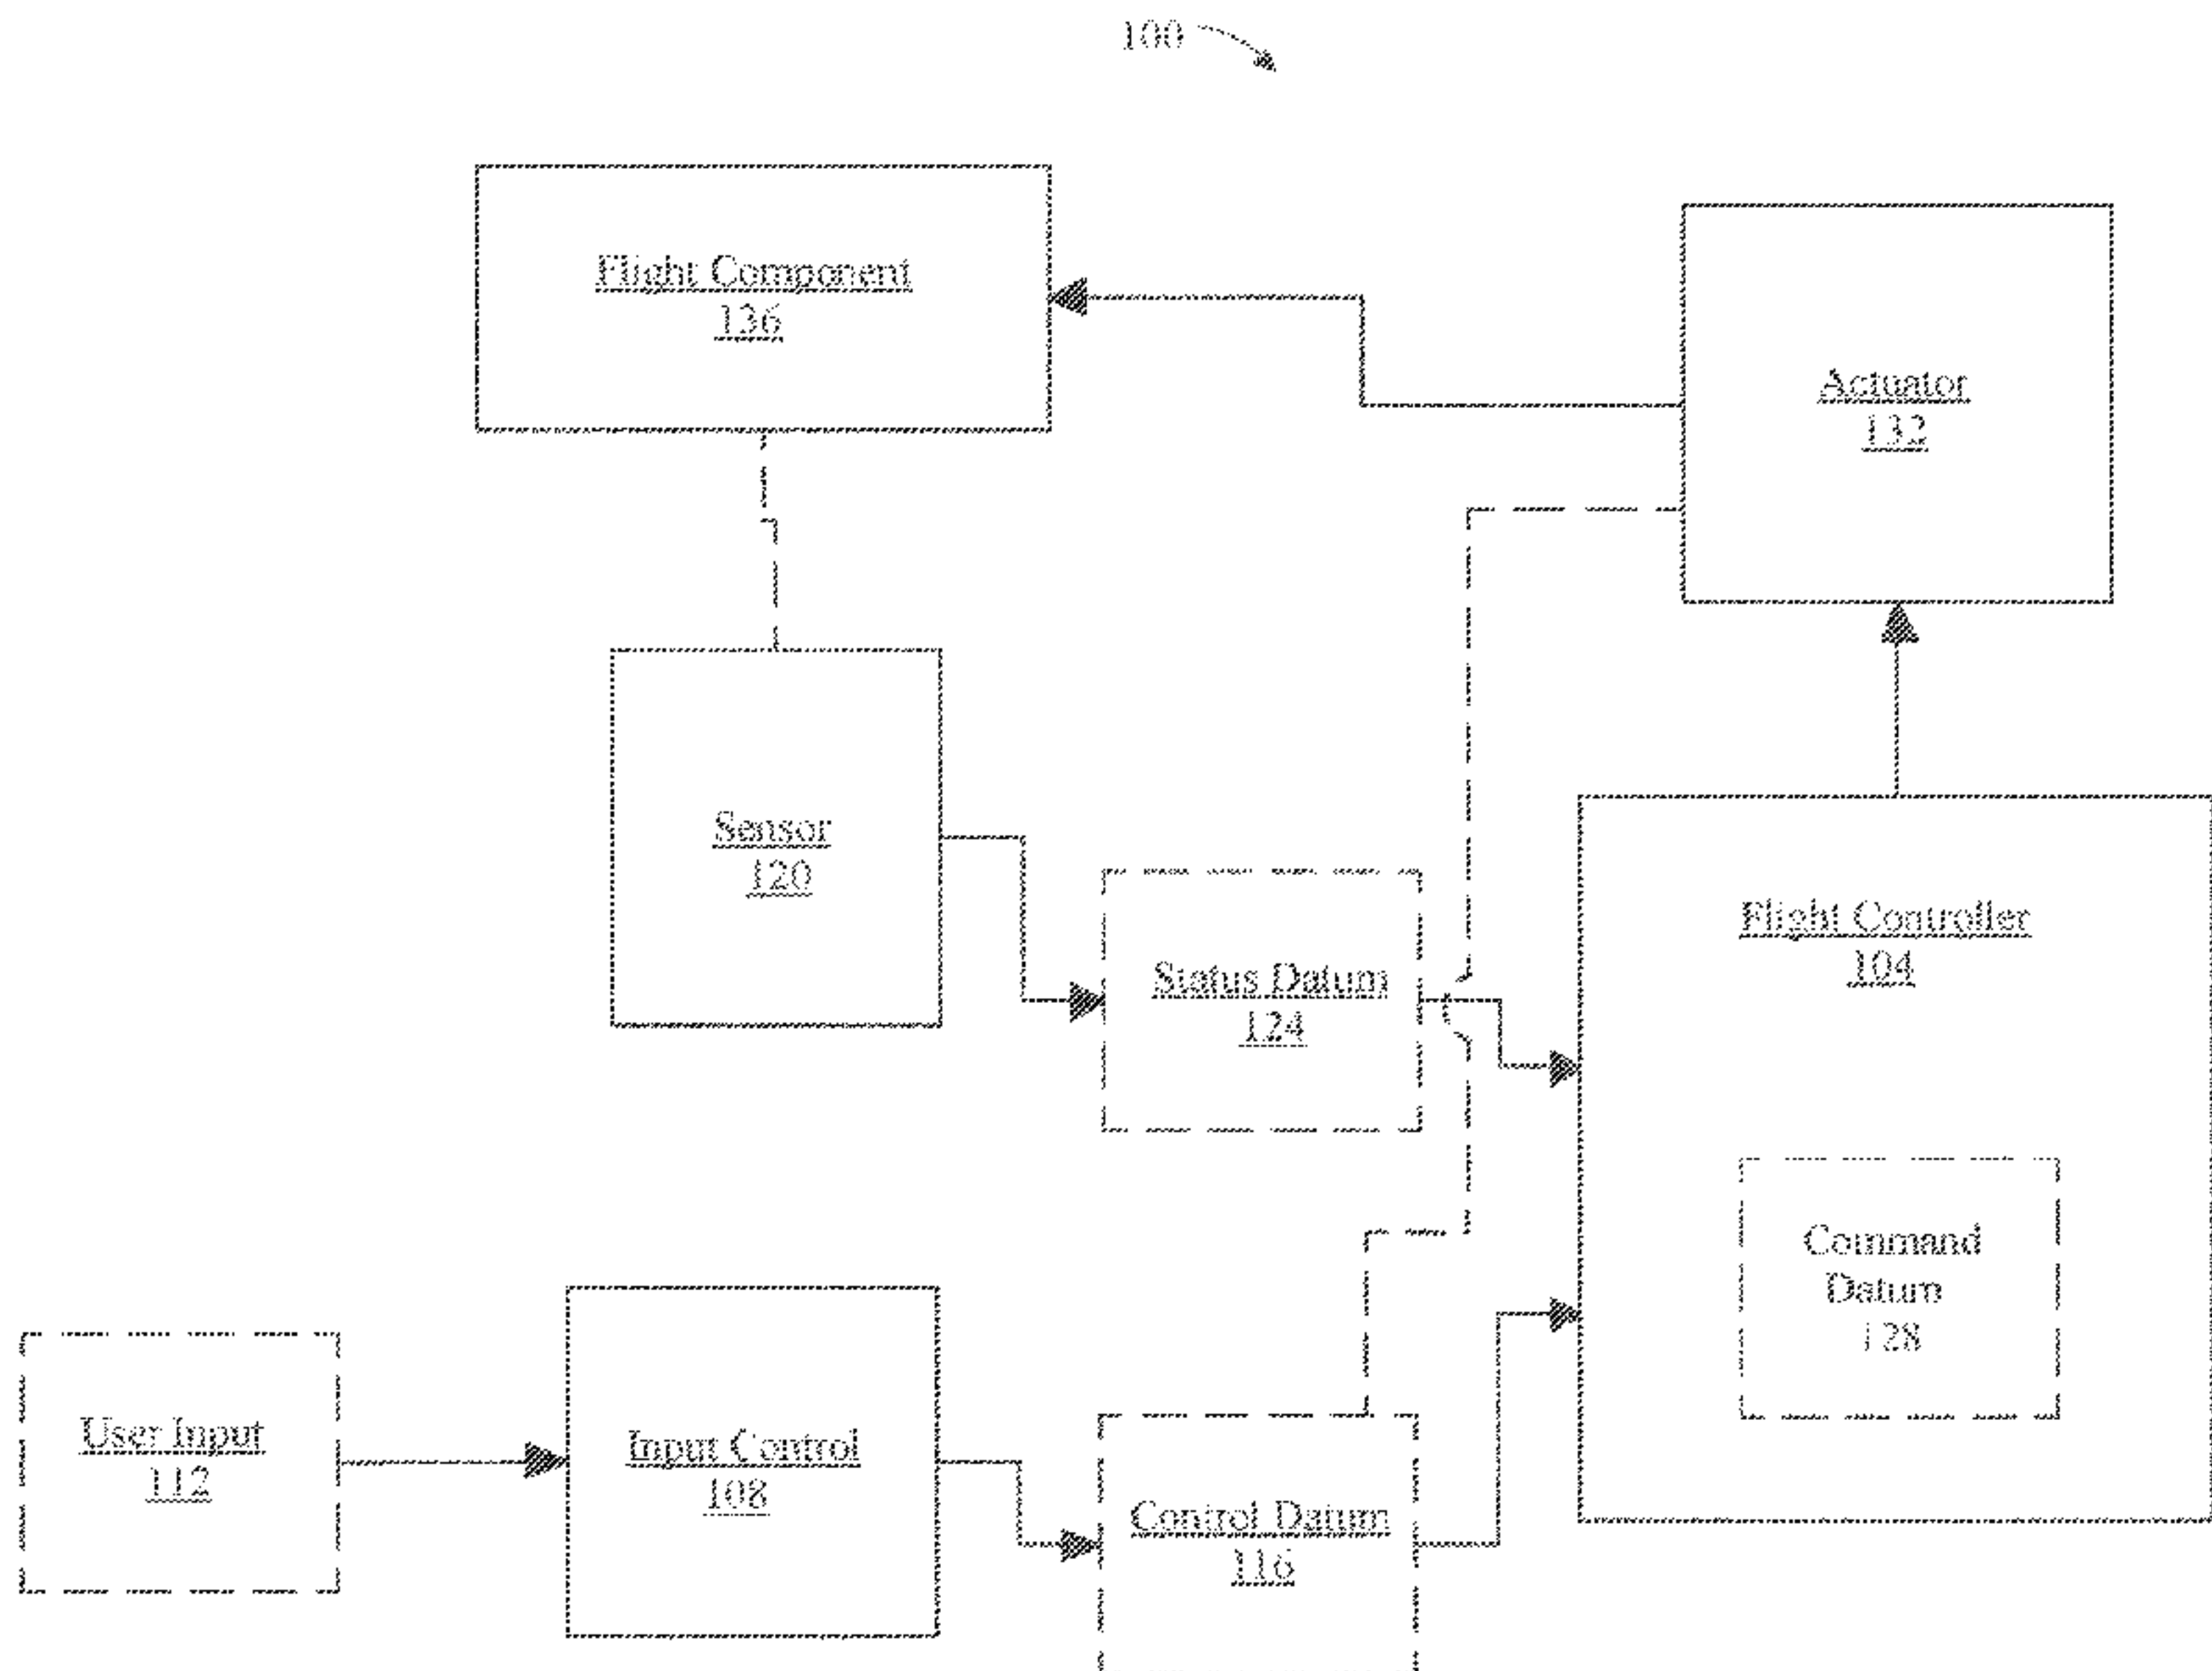 100
Flight Component
136
Actuator
132
Sensor
120
Flight Controller
104
Status Datum
124
Command
Datum
128
User Input
112
Input Control
108
Control Datum
116